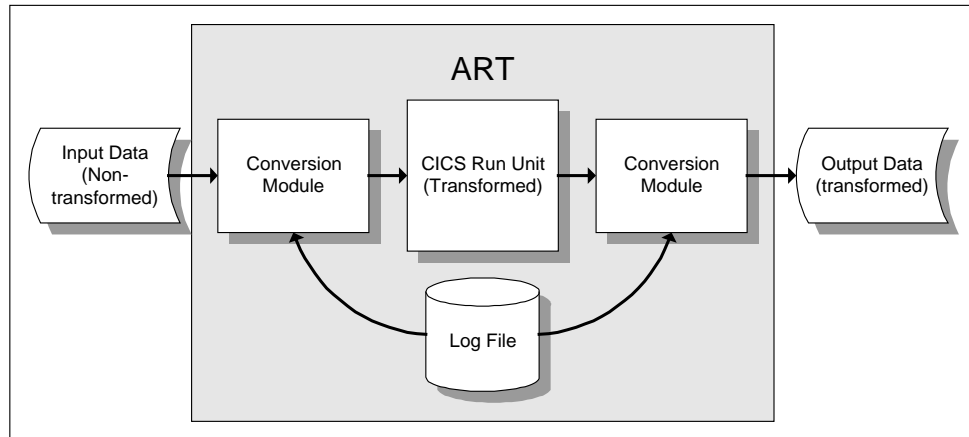 ART
Input Data
(Non-
transformed)
Conversion
Module
CICS Run Unit
(Transformed)
Conversion
Module
Output Data
(transformed)
Log File